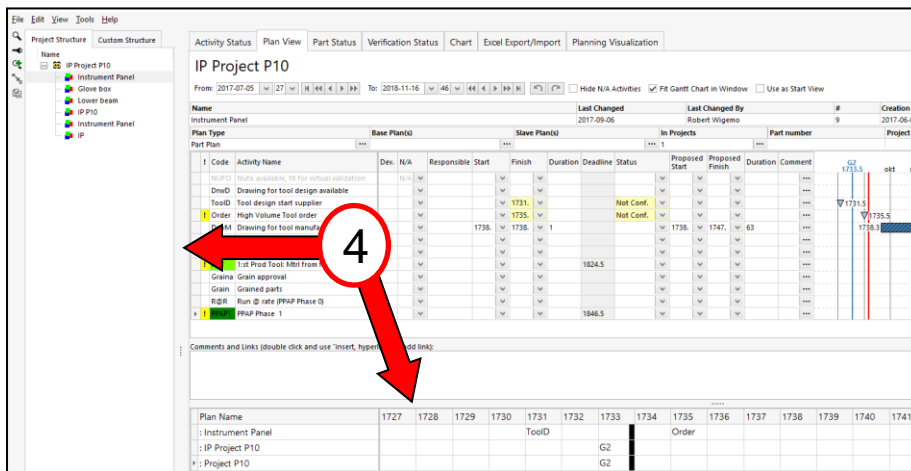 File Edit View Tools Help
Project Structure Custom Structure
Name
IP Project P10
Instrument Panel
Glove box
Lower beam
IP P10
Instrument Panel
IP
Activity Status Plan View Part Status Verification Status Chart Excel Export/Import Planning Visualization
IP Project P10
From: 2017-07-05 27 To: 2018-11-16 46 Hide N/A Activities Fit Gantt Chart in Window Use as Start View
Name Last Changed Last Changed By # Creation
Instrument Panel 2017-09-06 Robert Wigemo 9 2017-06-
Plan Type Base Plan(s) Slave Plan(s) In Projects Part number Project
Part Plan ... ... 1 ...
! Code Activity Name Dev. N/A Responsible Start Finish Duration Deadline Status Proposed Start Proposed Finish Duration Comment G2 1733.5 okt
NUFO Nufo available, fit for virtual validation N/A ...
DrwD Drawing for tool design available ...
ToolD Tool design start supplier 1731. Not Conf. ... 1731.5
! Order High Volume Tool order 1735. Not Conf. ... 1735.5
M Drawing for tool manufa 1738. 1738. 1 1738. 1747. 63 ... 1738.3
4
! 1:st Prod Tool: Mtrl from 1824.5 ...
Graina Grain approval ...
Grain Grained parts ...
R@R Run @ rate (PPAP Phase 0) ...
! PPAP1 PPAP Phase 1 1846.5 ...
Comments and Links (double click and use "insert, hyper add link):
Plan Name 1727 1728 1729 1730 1731 1732 1733 1734 1735 1736 1737 1738 1739 1740 1741
: Instrument Panel ToolD Order
: IP Project P10 G2
: Project P10 G2